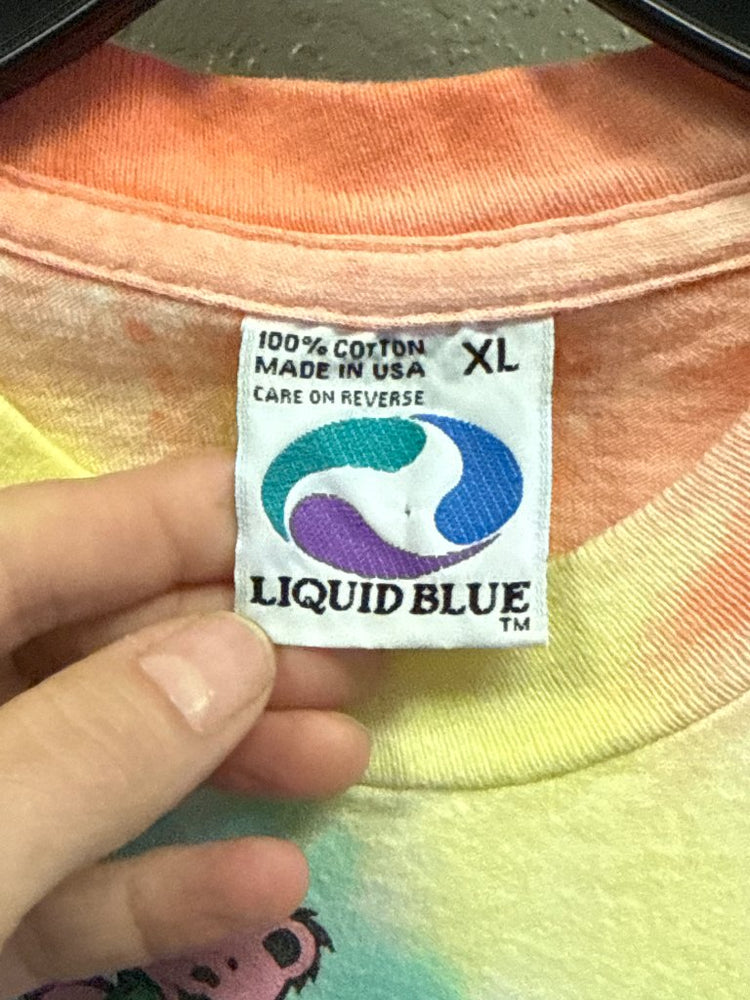 100% COTTON XL
MADE IN USA
CARE ON REVERSE
LIQUID BLUE
TM